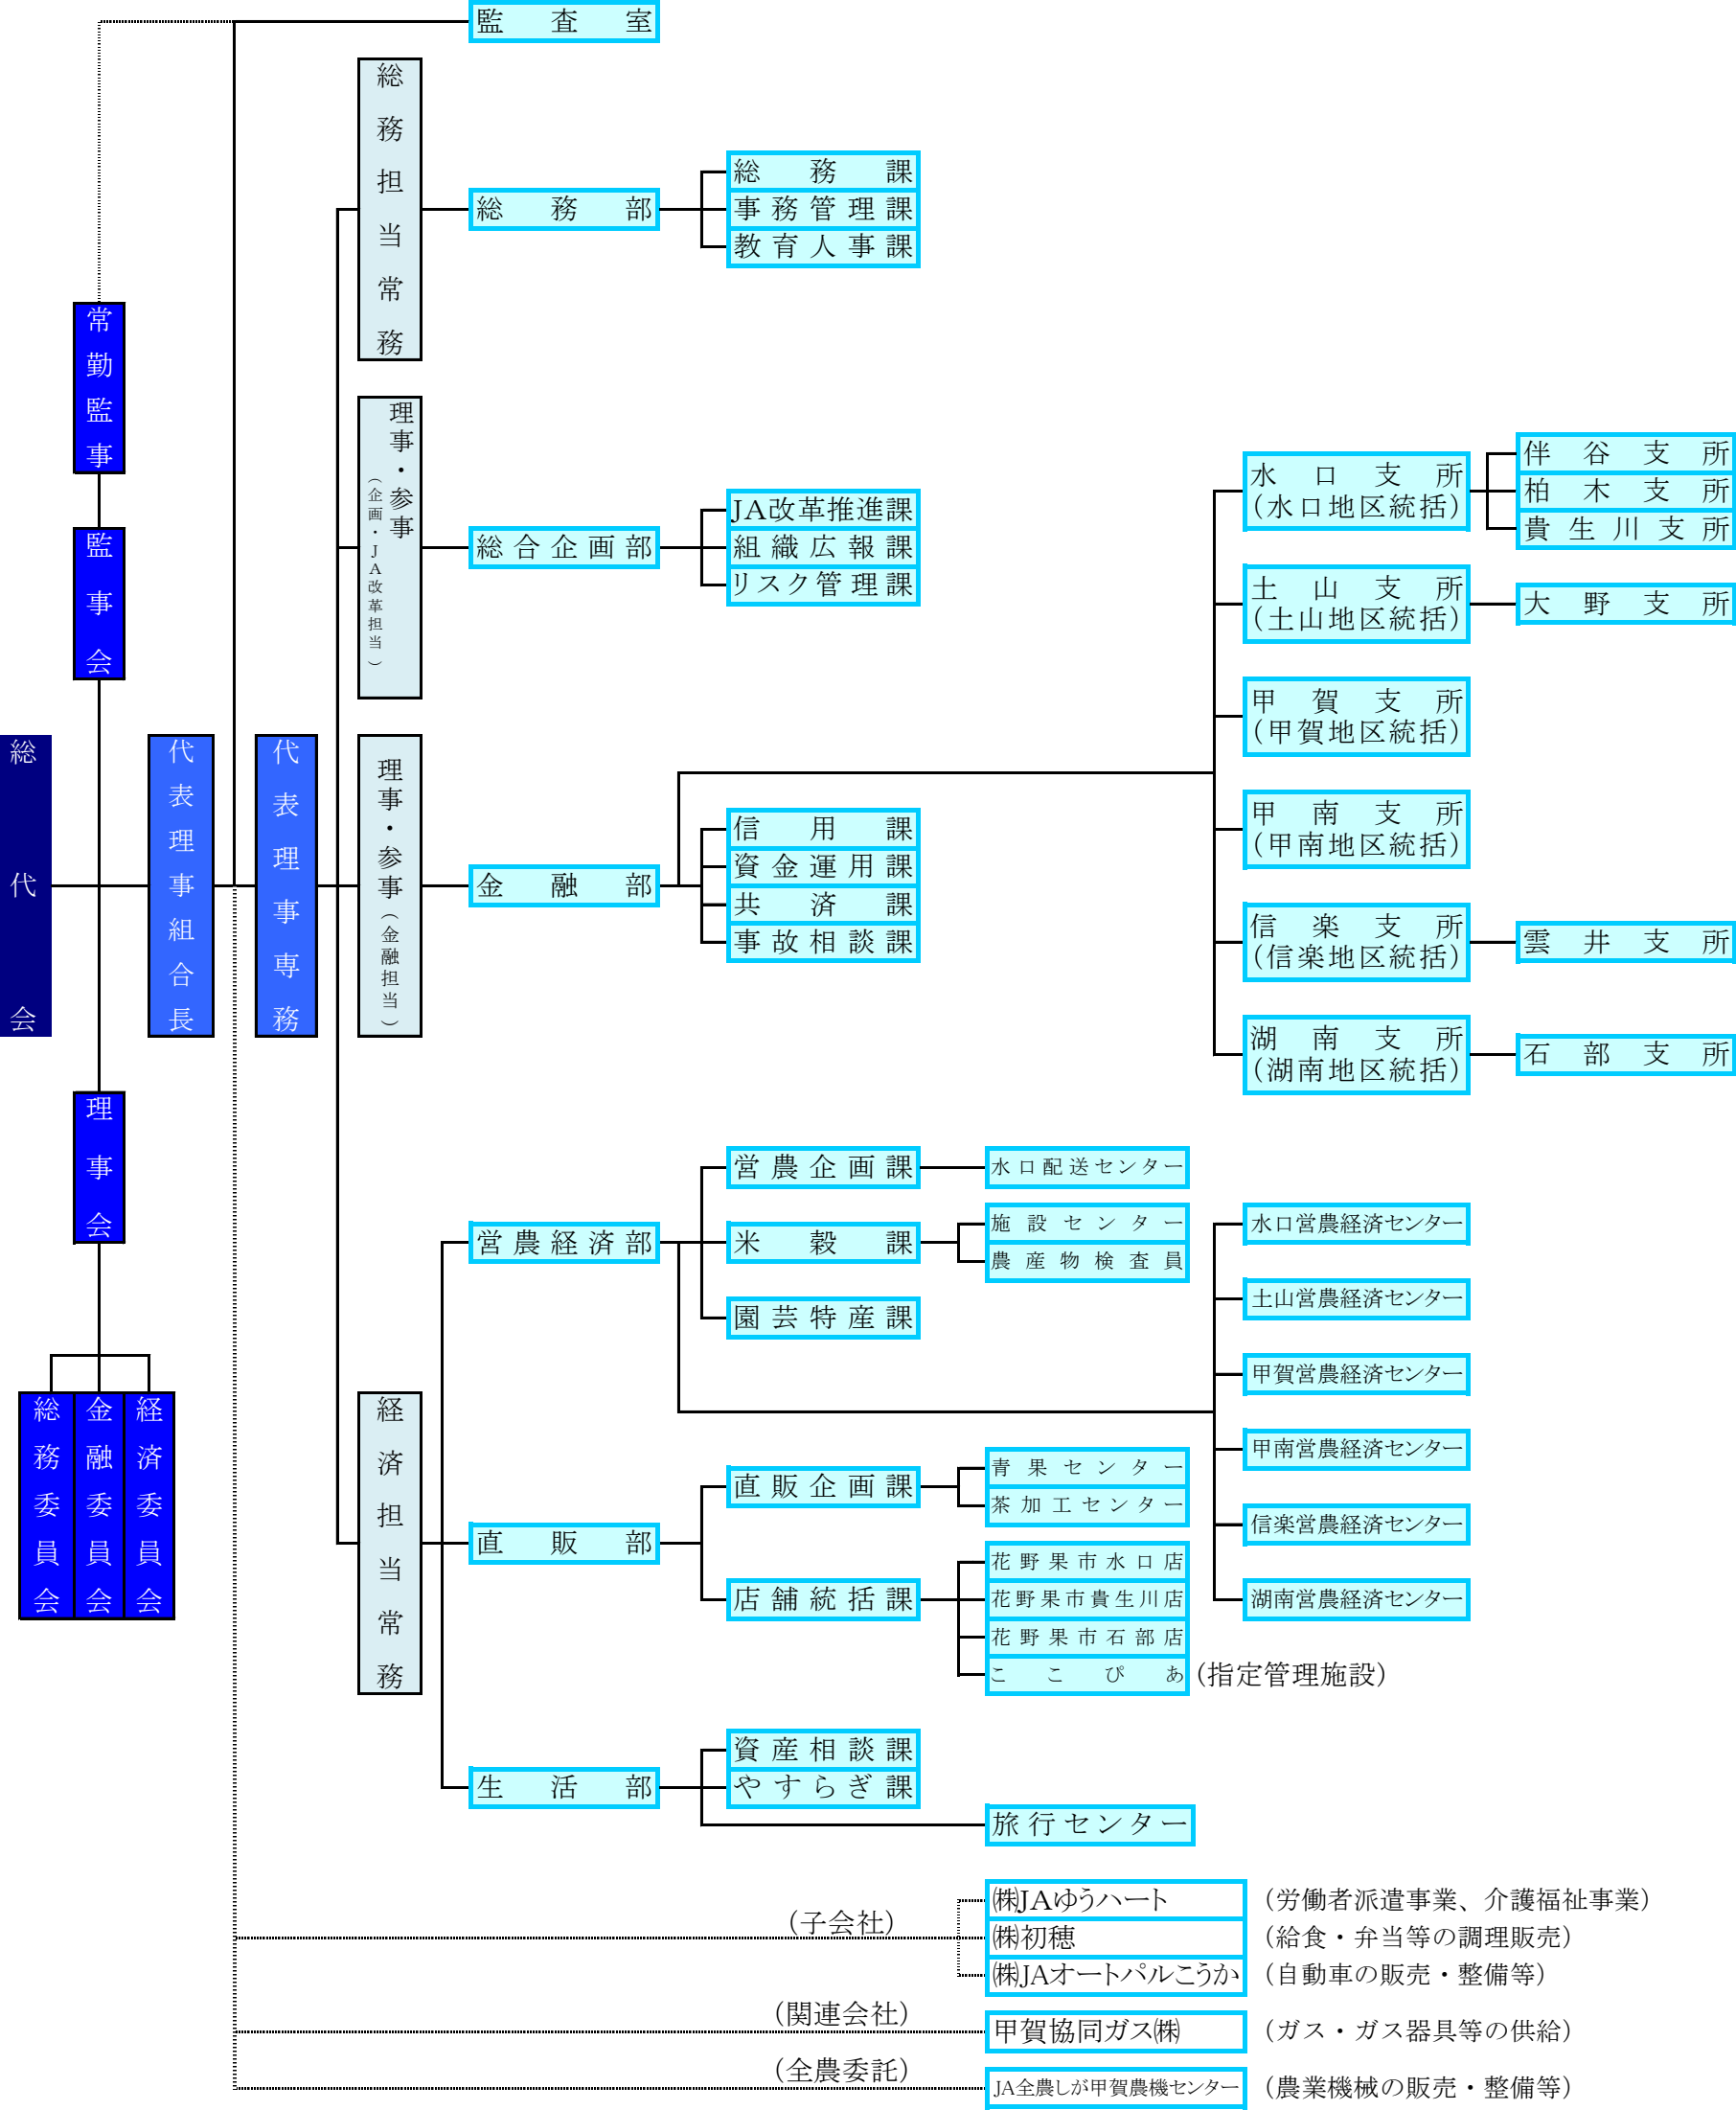 監査室
総務担当常務
総務部
総務課
事務管理課
教育人事課
常勤監事
監事会
理事・参事
（企画・ＪＡ改革担当）
総合企画部
JA改革推進課
組織広報課
リスク管理課
水口支所
（水口地区統括）
伴谷支所
柏木支所
貴生川支所
土山支所
（土山地区統括）
大野支所
甲賀支所
（甲賀地区統括）
甲南支所
（甲南地区統括）
信楽支所
（信楽地区統括）
雲井支所
湖南支所
（湖南地区統括）
石部支所
総代会
代表理事組合長
代表理事専務
理事・参事（金融担当）
金融部
信用課
資金運用課
共済課
事故相談課
理事会
総務委員会
金融委員会
経済委員会
経済担当常務
営農経済部
営農企画課
水口配送センター
米穀課
施設センター
農産物検査員
園芸特産課
水口営農経済センター
土山営農経済センター
甲賀営農経済センター
甲南営農経済センター
信楽営農経済センター
湖南営農経済センター
直販部
直販企画課
青果センター
茶加工センター
店舗統括課
花野果市水口店
花野果市貴生川店
花野果市石部店
ここぴあ（指定管理施設）
生活部
資産相談課
やすらぎ課
旅行センター
（子会社）
㈱JAゆうハート（労働者派遣事業、介護福祉事業）
㈱初穂（給食・弁当等の調理販売）
㈱JAオートパルこうか（自動車の販売・整備等）
（関連会社）
甲賀協同ガス㈱（ガス・ガス器具等の供給）
（全農委託）
JA全農しが甲賀農機センター（農業機械の販売・整備等）